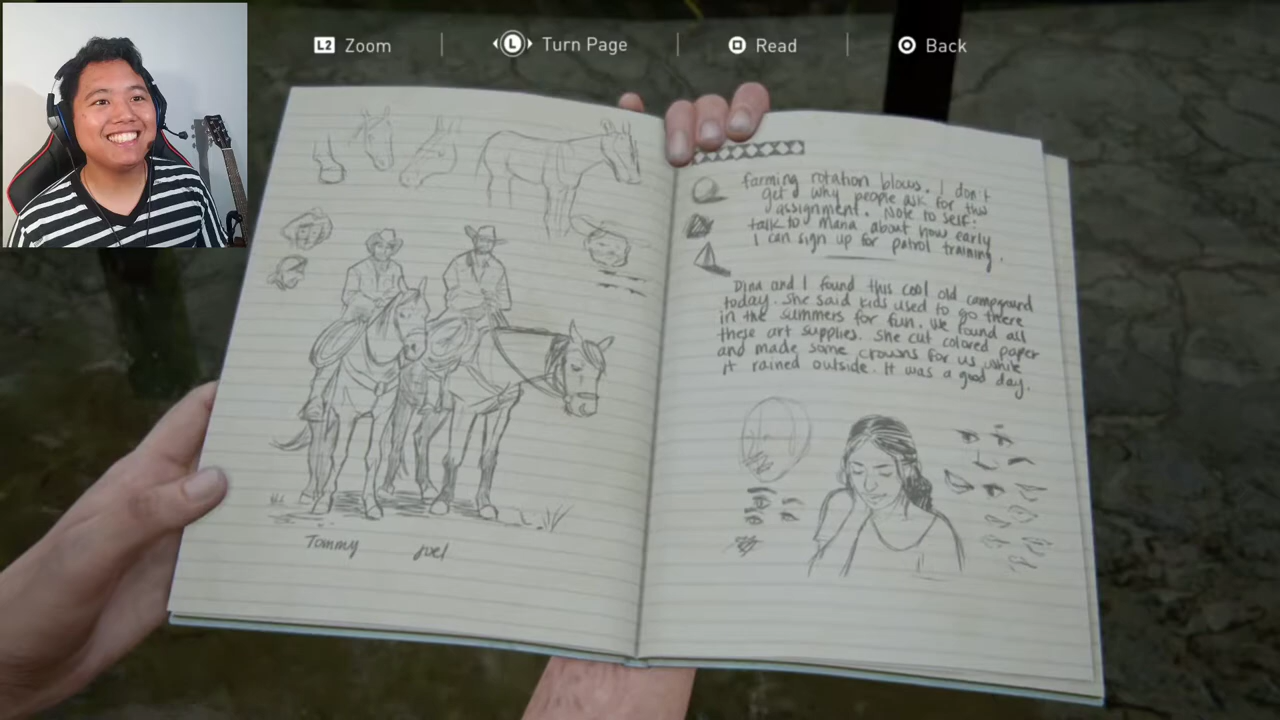 L2 Zoom L Turn Page Read Back
farming rotation blows. I don't
get why people ask for this
assignment. Note to self:
talk to Maria about how early
I can sign up for patrol training.
Dina and I found this cool old campground
today. She said kids used to go there
in the summers for fun. We found all
these art supplies. She cut colored paper
and made some crowns for us while
it rained outside. It was a good day.
Tommy Joel